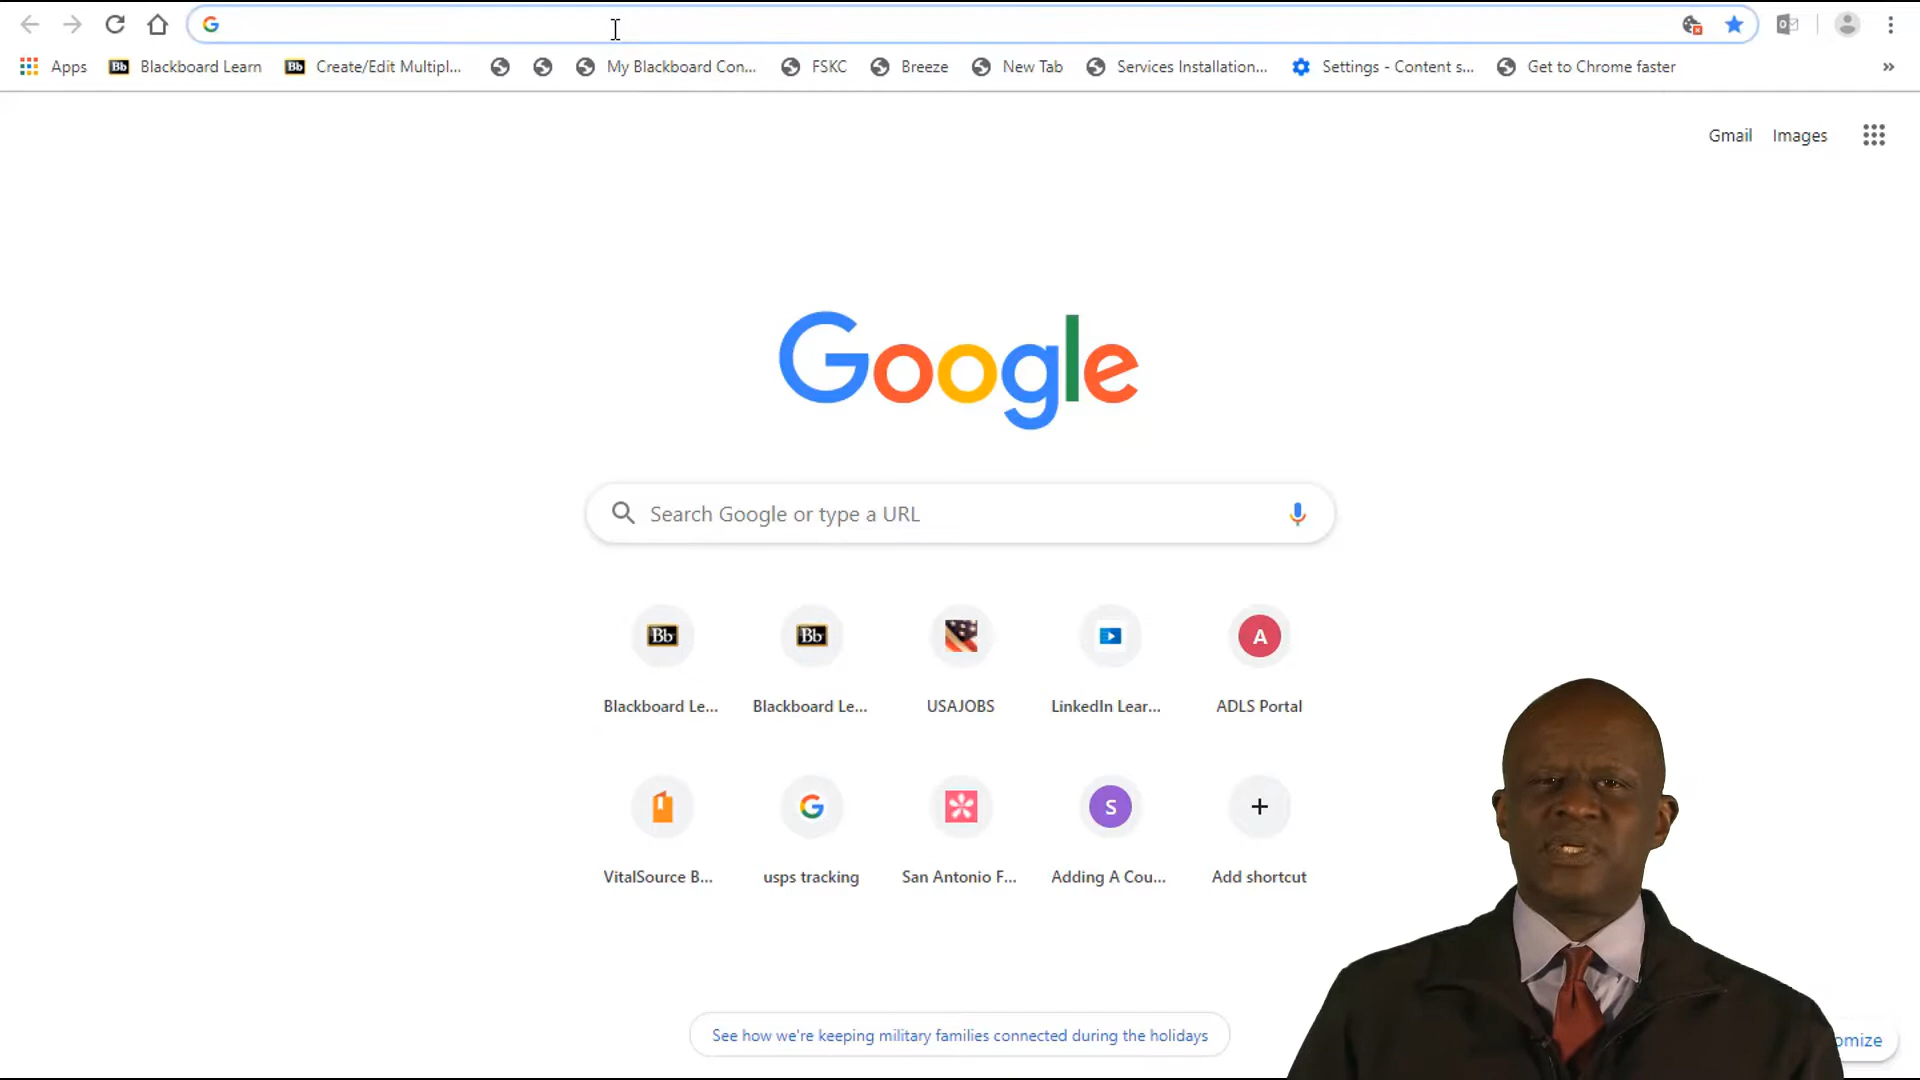 Apps Blackboard Learn Create/Edit Multipl... My Blackboard Con... FSKC Breeze New Tab Services Installation... Settings - Content s... Get to Chrome faster »
Gmail Images
Google
Search Google or type a URL
Bb Bb A
Blackboard Le... Blackboard Le... USAJOBS LinkedIn Lear... ADLS Portal
G S +
VitalSource B... usps tracking San Antonio F... Adding A Cou... Add shortcut
See how we're keeping military families connected during the holidays
omize